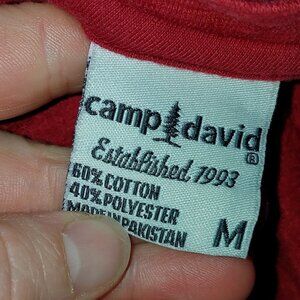 camp david®
Established 1993
60% COTTON
40% POLYESTER
MADE IN PAKISTAN
M